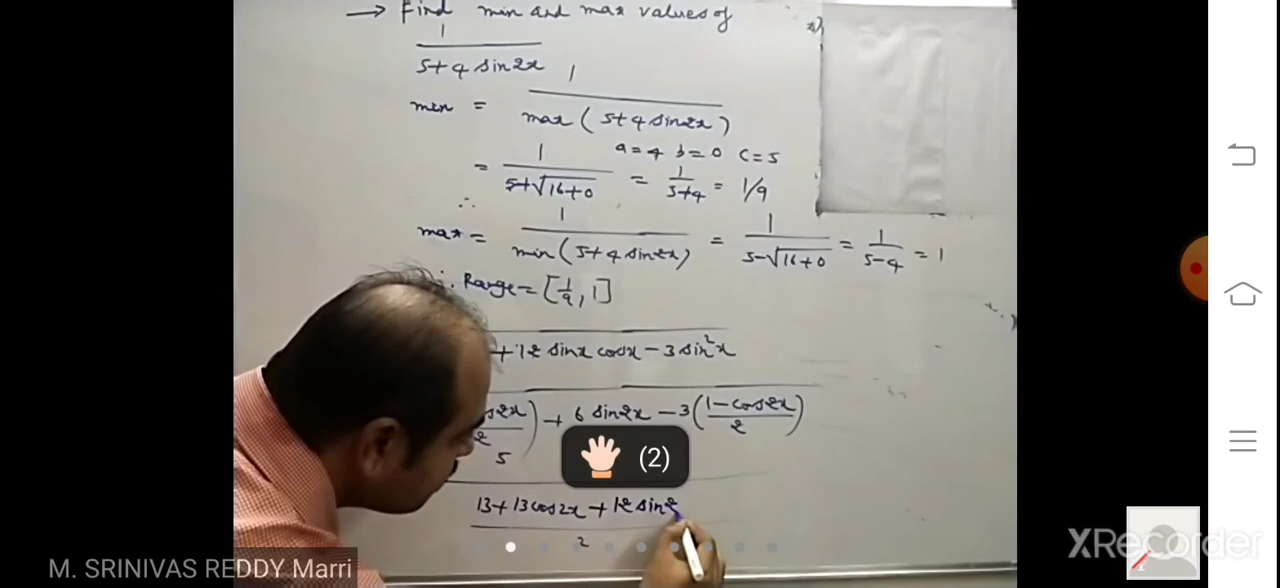 → Find min and max values of
1
5+4 sin2x
min = 1
max (5+4 sin2x)
a=4 b=0 c=5
= 1/(5+√16+0) = 1/(5+4) = 1/9
∴
max = 1/min(5+4 sin2x) = 1/(5-√16+0) = 1/(5-4) = 1
∴ Range = [1/9, 1]
+12 sinx cosx - 3 sin²x
2x/2) + 6 sin2x - 3(1-cos2x/2)
5
(2)
13+13 cos2x + 12 sin2
2
M. SRINIVAS REDDY Marri
XRecorder